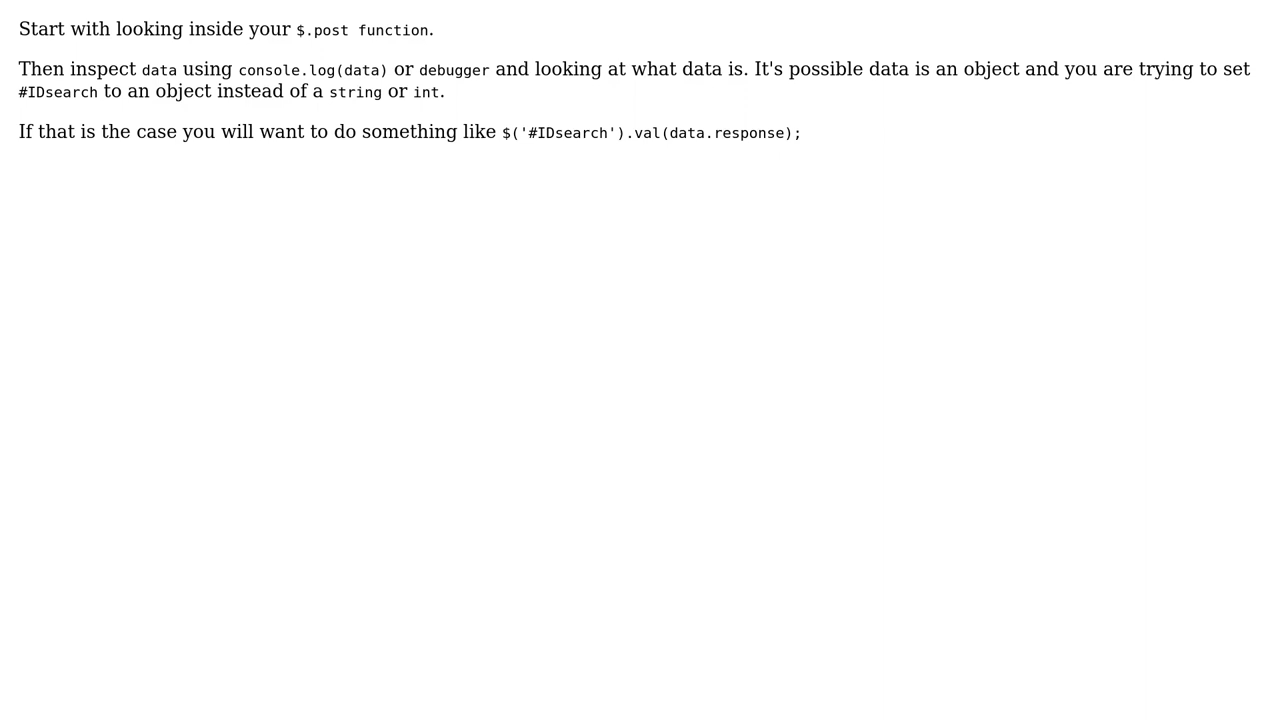 Start with looking inside your $.post function.
Then inspect data using console.log(data) or debugger and looking at what data is. It's possible data is an object and you are trying to set
#IDsearch to an object instead of a string or int.
If that is the case you will want to do something like $('#IDsearch').val(data.response);